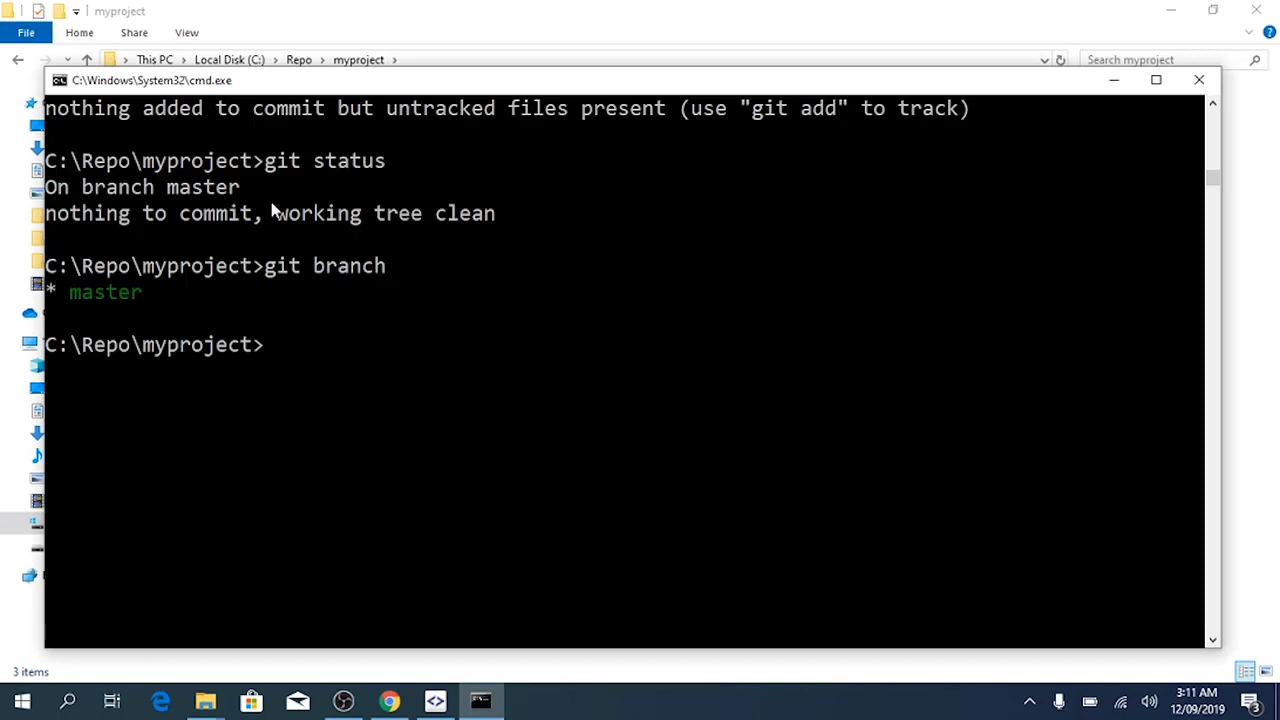 myproject
File Home Share View
This PC Local Disk (C:) Repo myproject Search myproject
C:\Windows\System32\cmd.exe
nothing added to commit but untracked files present (use "git add" to track)
C:\Repo\myproject>git status
On branch master
nothing to commit, working tree clean
C:\Repo\myproject>git branch
* master
C:\Repo\myproject>
3 items
3:11 AM
12/09/2019
3